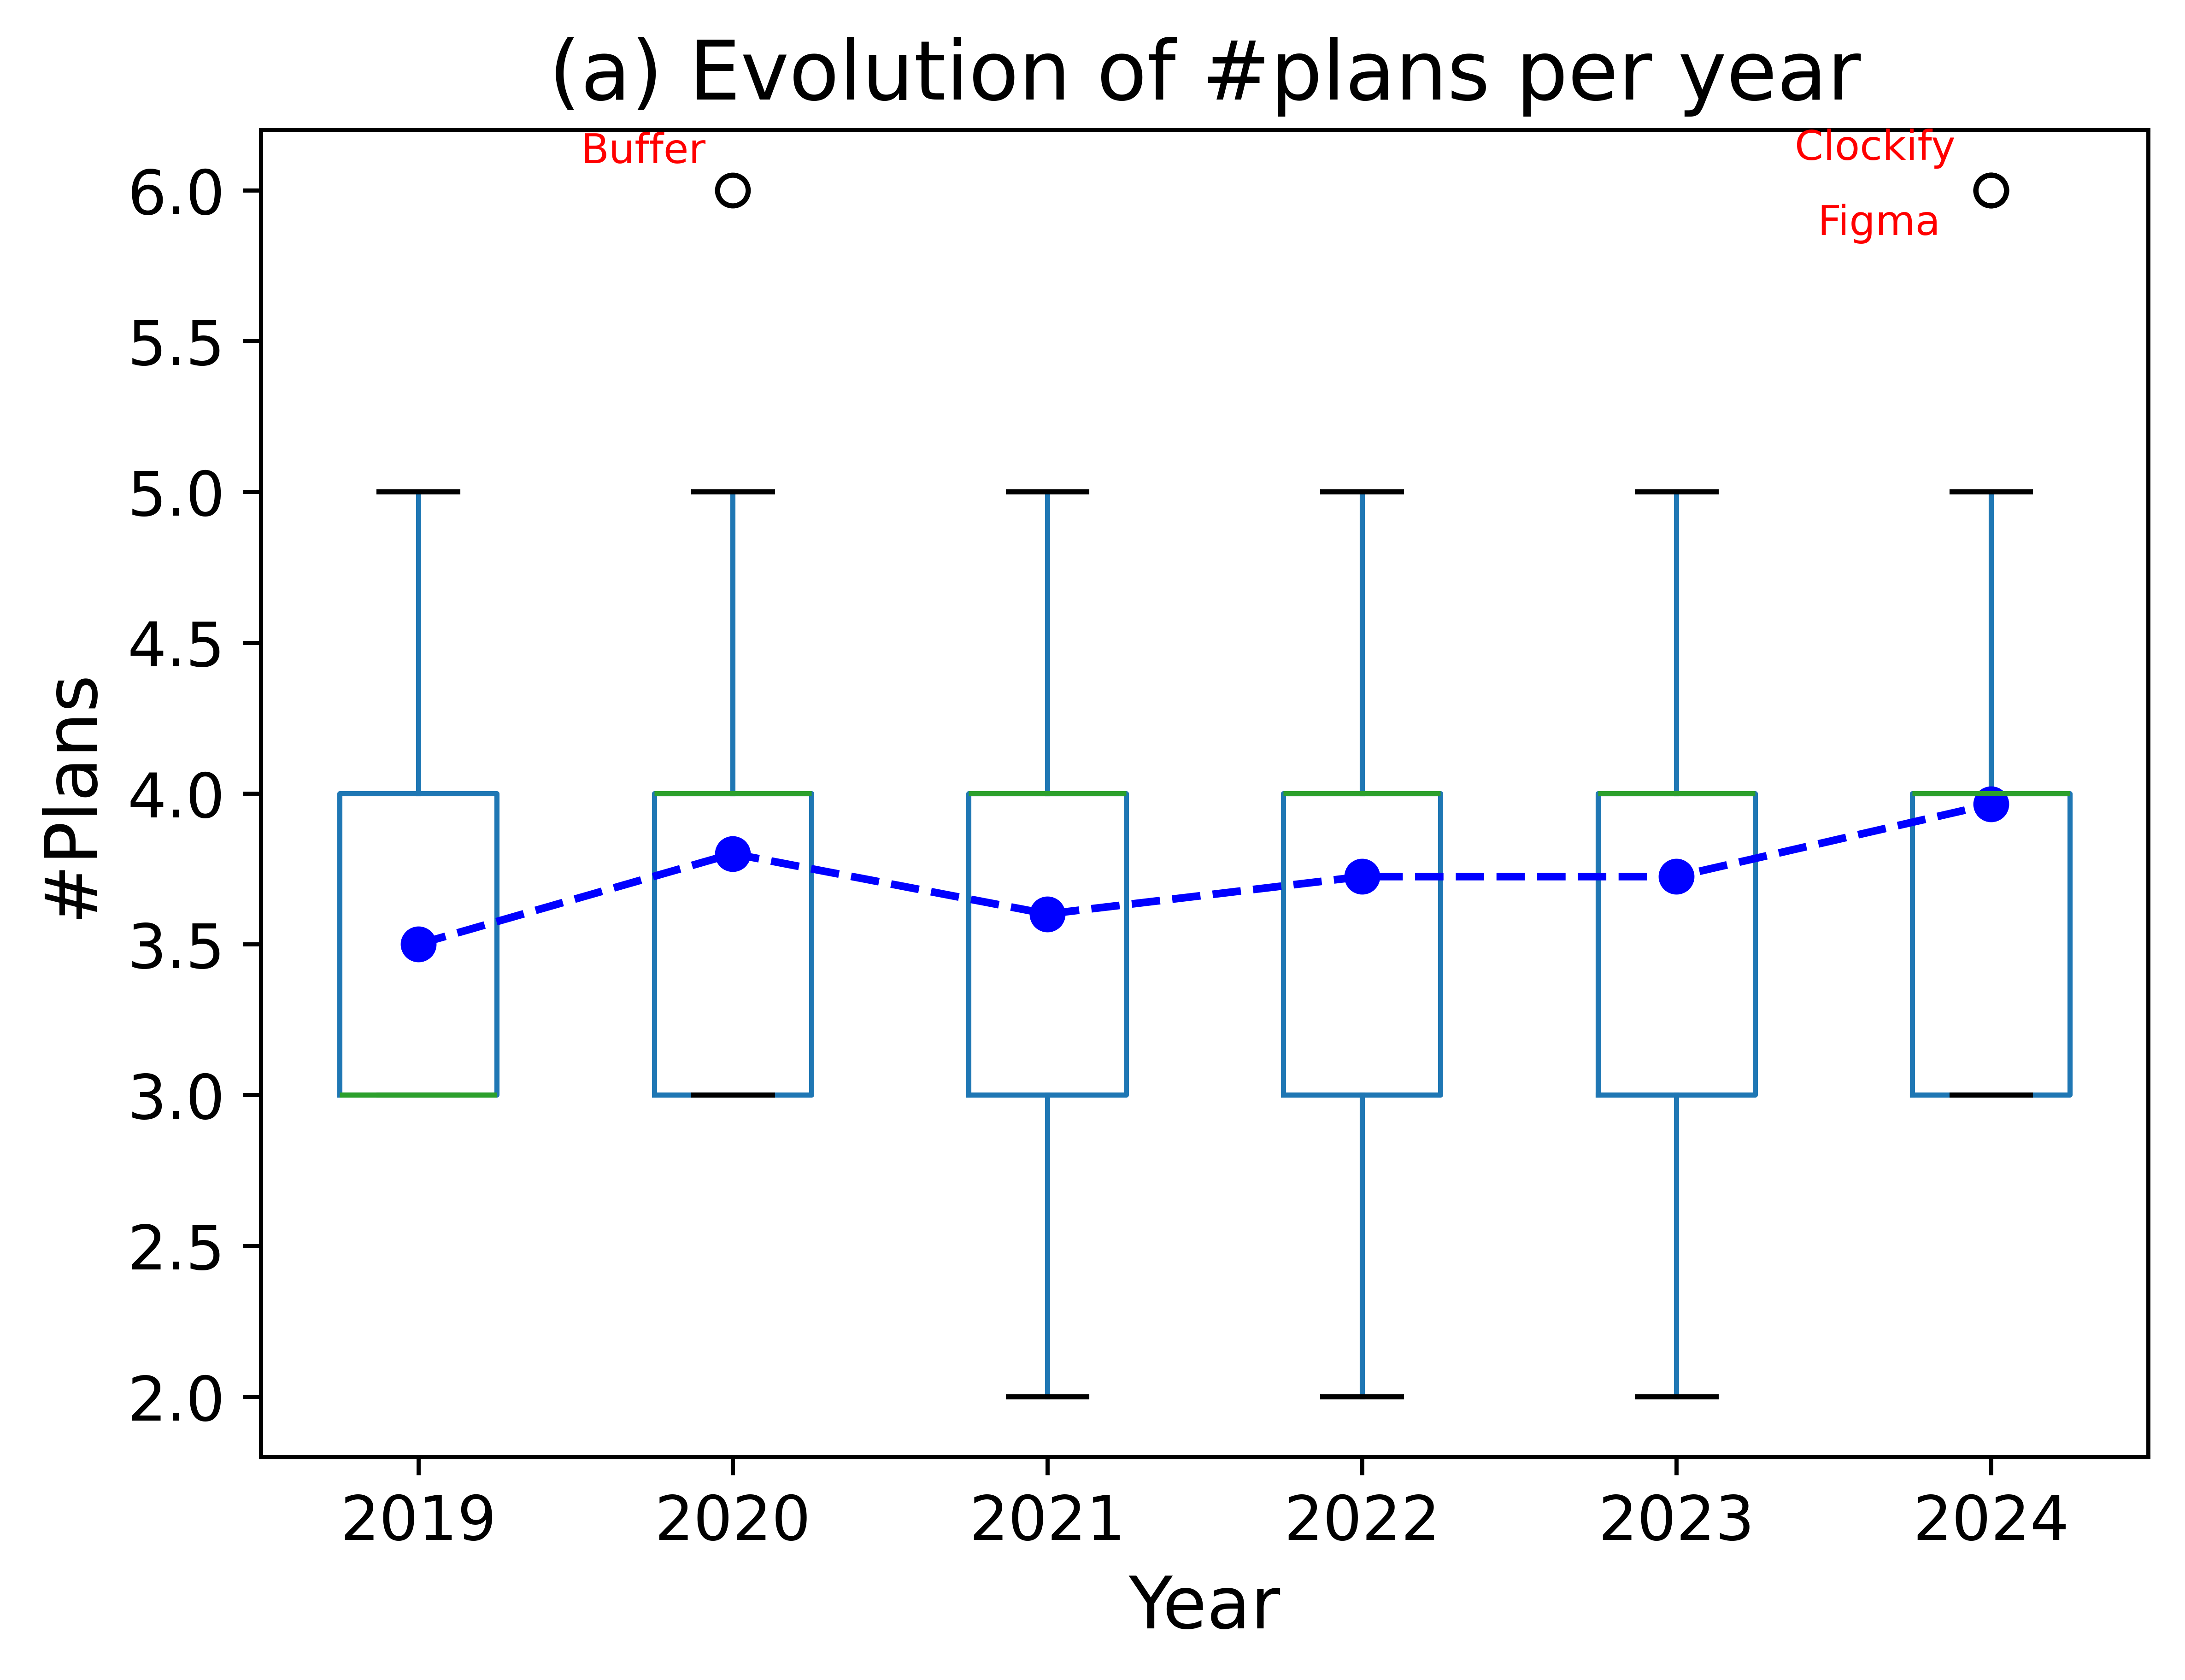 (a) Evolution of #plans per year
Buffer
Clockify
Figma
6.0
5.5
5.0
4.5
4.0
3.5
3.0
2.5
2.0
#Plans
2019 2020 2021 2022 2023 2024
Year